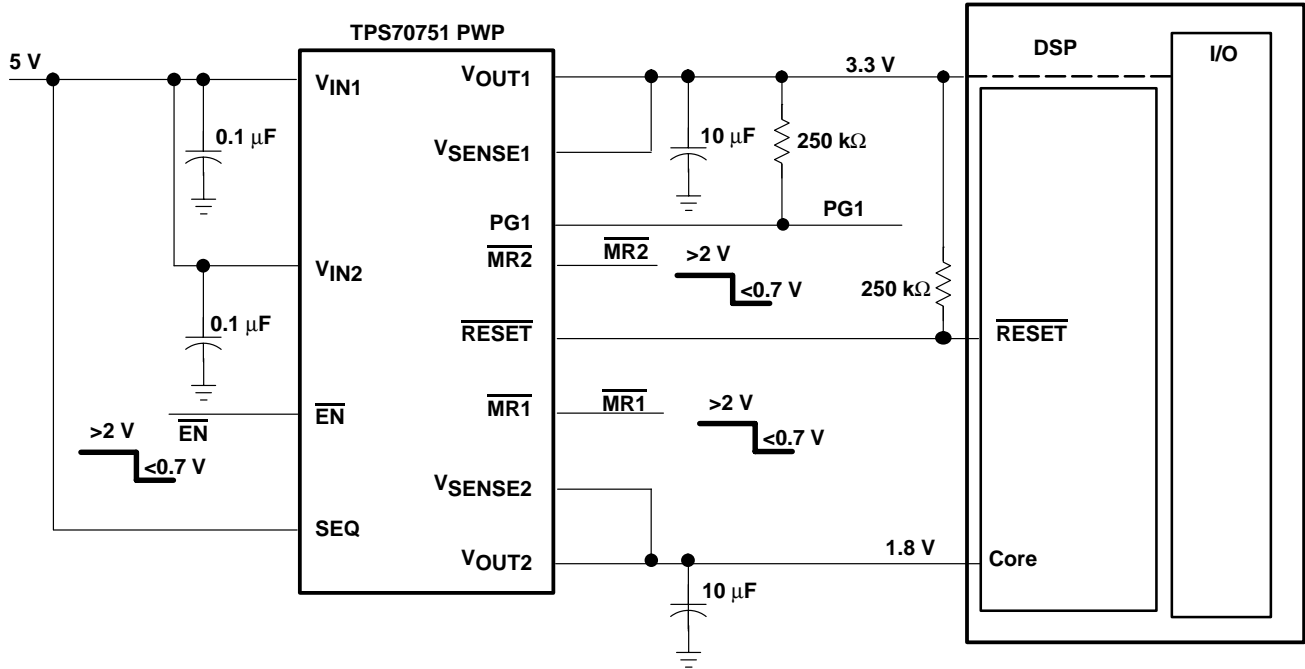 TPS70751 PWP
DSP
I/O
5 V
VIN1
VOUT1
3.3 V
0.1 μF
VSENSE1
10 μF
250 kΩ
PG1
PG1
MR2
MR2
>2 V
<0.7 V
VIN2
250 kΩ
0.1 μF
RESET
RESET
EN
EN
>2 V
<0.7 V
MR1
MR1
>2 V
<0.7 V
VSENSE2
SEQ
VOUT2
1.8 V
Core
10 μF